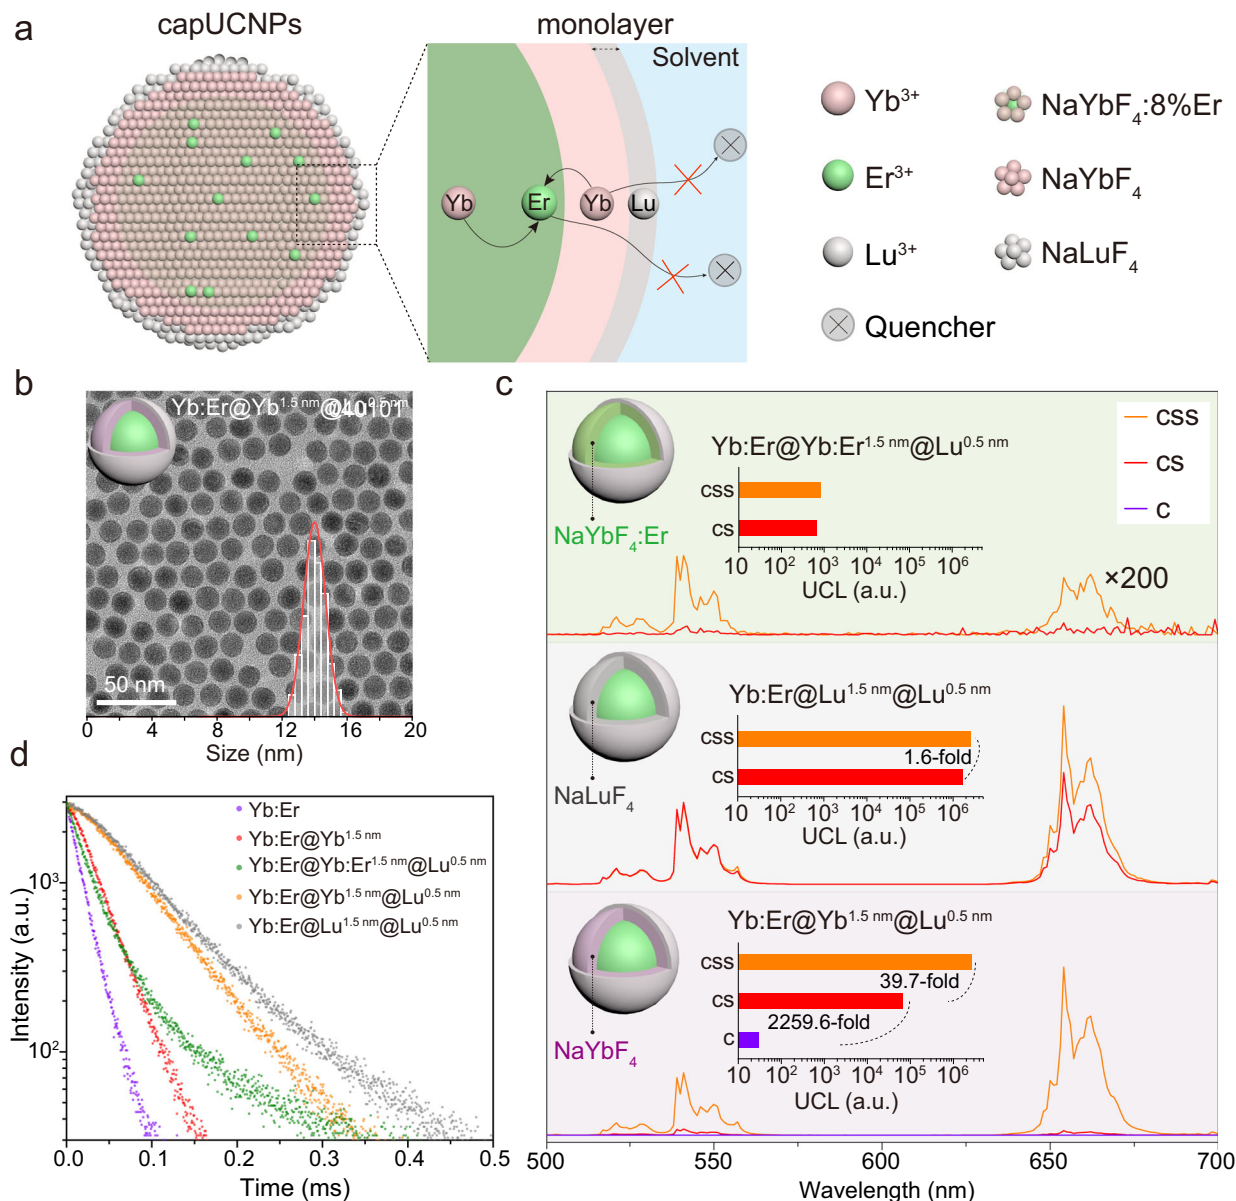 a
capUCNPs
monolayer
Solvent
Yb
Er
Yb
Lu
Yb³⁺
Er³⁺
Lu³⁺
Quencher
NaYbF₄:8%Er
NaYbF₄
NaLuF₄
b
Yb:Er@Yb¹·⁵ ⁿᵐ@Lu⁰·⁵ ⁿᵐ
50 nm
0 4 8 12 16 20
Size (nm)
c
CSS
CS
C
Yb:Er@Yb:Er¹·⁵ ⁿᵐ@Lu⁰·⁵ ⁿᵐ
CSS
CS
10 10² 10³ 10⁴ 10⁵ 10⁶
UCL (a.u.)
NaYbF₄:Er
×200
Yb:Er@Lu¹·⁵ ⁿᵐ@Lu⁰·⁵ ⁿᵐ
CSS
1.6-fold
CS
10 10² 10³ 10⁴ 10⁵ 10⁶
UCL (a.u.)
NaLuF₄
Yb:Er@Yb¹·⁵ ⁿᵐ@Lu⁰·⁵ ⁿᵐ
CSS
39.7-fold
CS
2259.6-fold
C
10 10² 10³ 10⁴ 10⁵ 10⁶
UCL (a.u.)
NaYbF₄
500 550 600 650 700
Wavelength (nm)
d
Yb:Er
Yb:Er@Yb¹·⁵ ⁿᵐ
Yb:Er@Yb:Er¹·⁵ ⁿᵐ@Lu⁰·⁵ ⁿᵐ
Yb:Er@Yb¹·⁵ ⁿᵐ@Lu⁰·⁵ ⁿᵐ
Yb:Er@Lu¹·⁵ ⁿᵐ@Lu⁰·⁵ ⁿᵐ
10³
10²
Intensity (a.u.)
0.0 0.1 0.2 0.3 0.4 0.5
Time (ms)